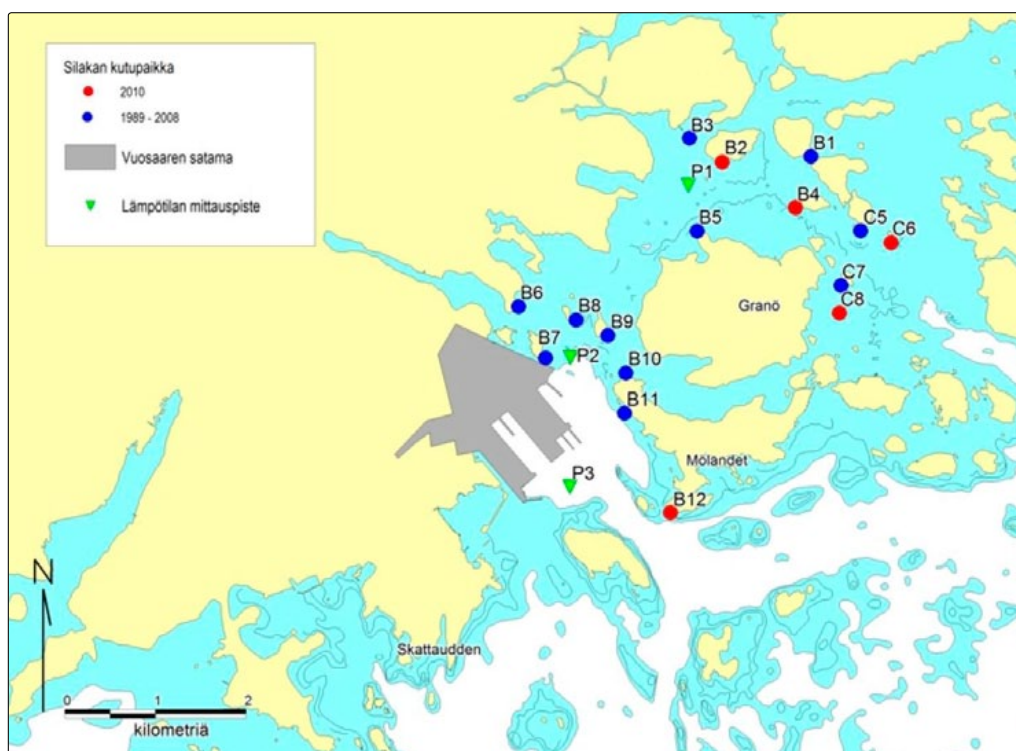 Silakan kutupaikka
2010
1989 - 2008
Vuosaaren satama
Lämpötilan mittauspiste
B3
B2
B1
P1
B4
B5
C5
C6
C7
Granö
C8
B6
B8
B9
B7
P2
B10
B11
Mölandet
P3
B12
N
Skattaudden
0 1 2
kilometriä